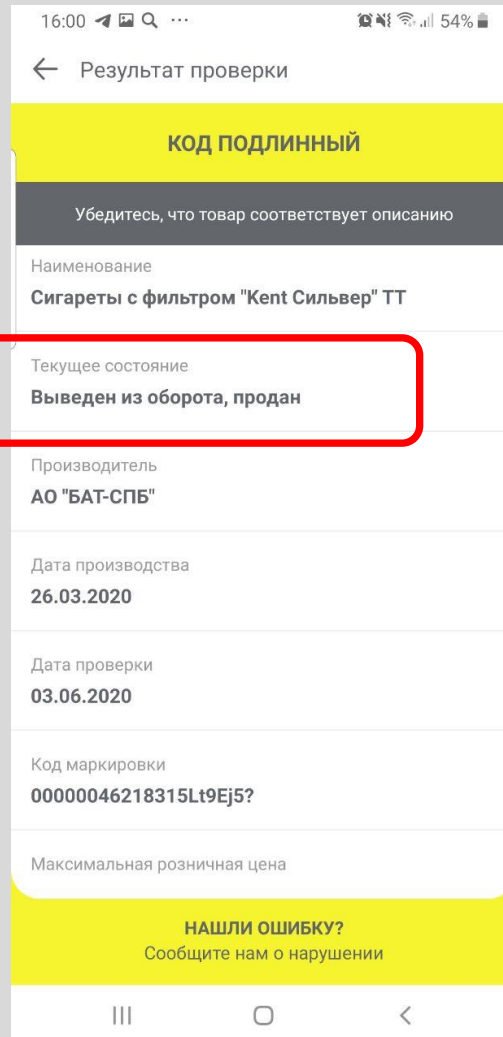 16:00 ... 54%
Результат проверки
КОД ПОДЛИННЫЙ
Убедитесь, что товар соответствует описанию
Наименование
Сигареты с фильтром "Kent Сильвер" ТТ
Текущее состояние
Выведен из оборота, продан
Производитель
АО "БАТ-СПБ"
Дата производства
26.03.2020
Дата проверки
03.06.2020
Код маркировки
00000046218315Lt9Ej5?
Максимальная розничная цена
НАШЛИ ОШИБКУ?
Сообщите нам о нарушении